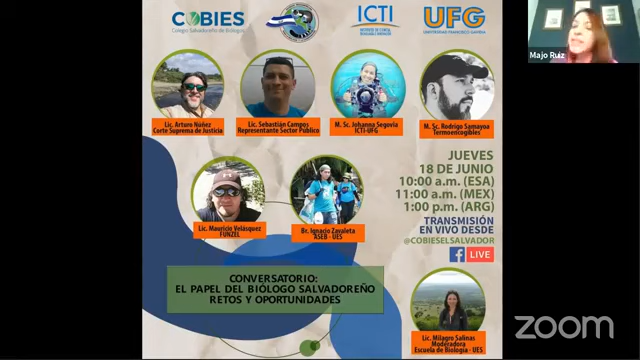 COBIES
Colegio Salvadoreño de Biólogos
ICTI
UFG
UNIVERSIDAD FRANCISCO GAVIDIA
Majo Ruiz
Lic. Arturo Núñez
Corte Suprema de Justicia
Lic. Sebastián Campos
Representante Sector Público
M. Sc. Johanna Segovia
ICTI-UFG
M. Sc. Rodrigo Samayoa
Termoencogibles
Lic. Mauricio Velásquez
FUNZEL
Br. Ignacio Zavaleta
ASEB - UES
JUEVES
18 DE JUNIO
10:00 a.m. (ESA)
11:00 a.m. (MEX)
1:00 p.m. (ARG)
TRANSMISIÓN
EN VIVO DESDE
@COBIESELSALVADOR
f LIVE
CONVERSATORIO:
EL PAPEL DEL BIÓLOGO SALVADOREÑO
RETOS Y OPORTUNIDADES
Lic. Milagro Salinas
Moderadora
Escuela de Biología - UES
zoom